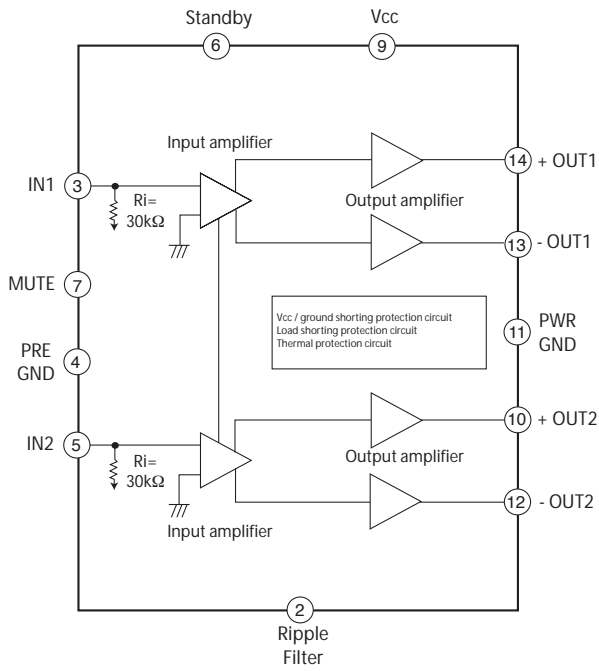 Standby
6
Vcc
9
Input amplifier
IN1
3
Ri=
30kΩ
14
+ OUT1
Output amplifier
13
- OUT1
MUTE
7
Vcc / ground shorting protection circuit
Load shorting protection circuit
Thermal protection circuit
11
PWR
GND
PRE
GND
4
10
+ OUT2
IN2
5
Ri=
30kΩ
Output amplifier
12
- OUT2
Input amplifier
2
Ripple
Filter